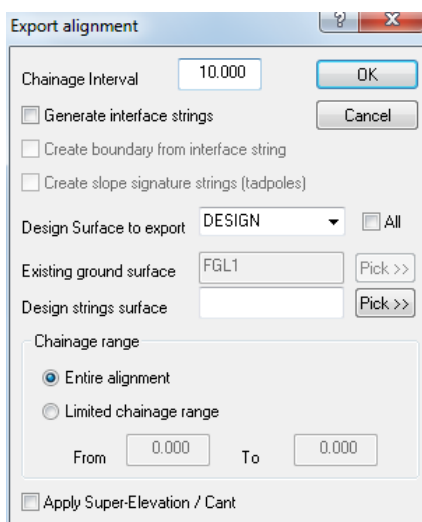 Export alignment ? x
Chainage Interval 10.000 OK
Generate interface strings Cancel
Create boundary from interface string
Create slope signature strings (tadpoles)
Design Surface to export DESIGN All
Existing ground surface FGL1 Pick >>
Design strings surface Pick >>
Chainage range
Entire alignment
Limited chainage range
From 0.000 To 0.000
Apply Super-Elevation / Cant